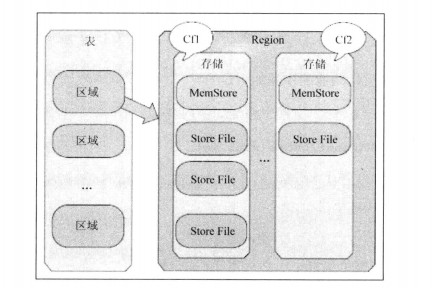 表
区域
区域
...
区域
Region
Cf1
存储
MemStore
Store File
Store File
Store File
...
Cf2
存储
MemStore
Store File